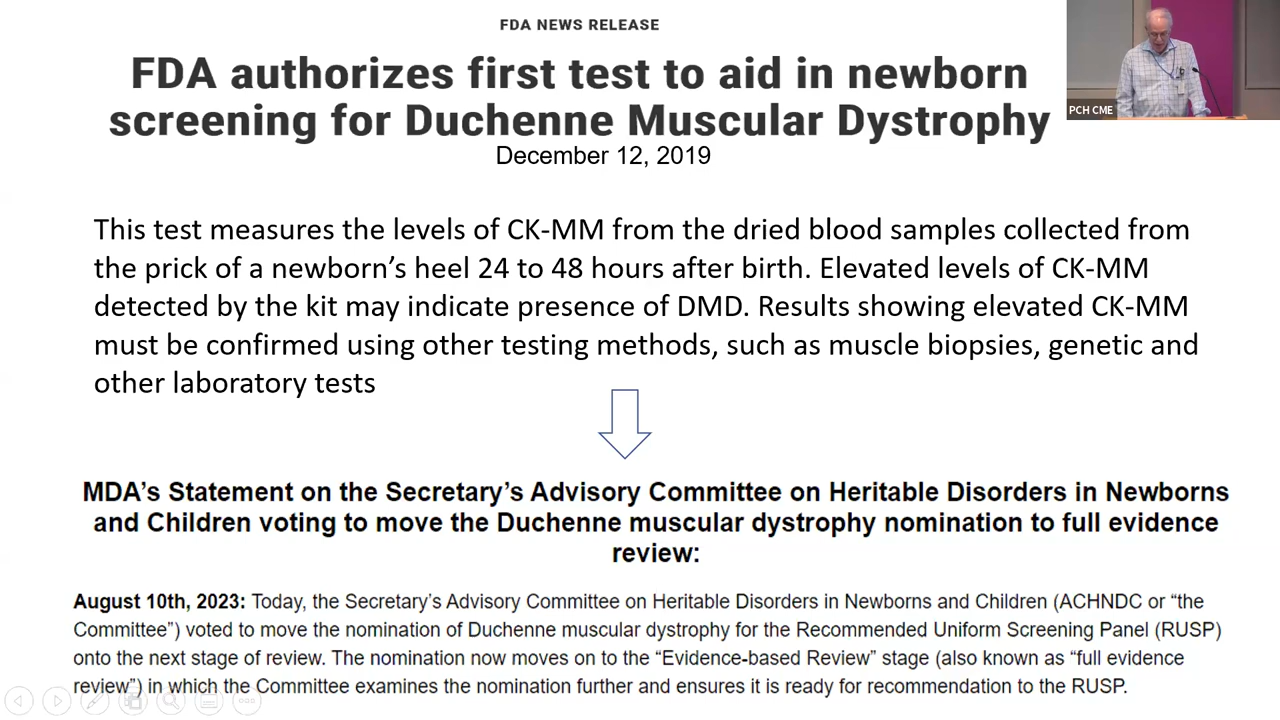 FDA NEWS RELEASE
FDA authorizes first test to aid in newborn
screening for Duchenne Muscular Dystrophy
December 12, 2019
PCH CME
This test measures the levels of CK-MM from the dried blood samples collected from
the prick of a newborn’s heel 24 to 48 hours after birth. Elevated levels of CK-MM
detected by the kit may indicate presence of DMD. Results showing elevated CK-MM
must be confirmed using other testing methods, such as muscle biopsies, genetic and
other laboratory tests
MDA’s Statement on the Secretary’s Advisory Committee on Heritable Disorders in Newborns
and Children voting to move the Duchenne muscular dystrophy nomination to full evidence
review:
August 10th, 2023: Today, the Secretary’s Advisory Committee on Heritable Disorders in Newborns and Children (ACHNDC or “the
Committee”) voted to move the nomination of Duchenne muscular dystrophy for the Recommended Uniform Screening Panel (RUSP)
onto the next stage of review. The nomination now moves on to the “Evidence-based Review” stage (also known as “full evidence
review”) in which the Committee examines the nomination further and ensures it is ready for recommendation to the RUSP.